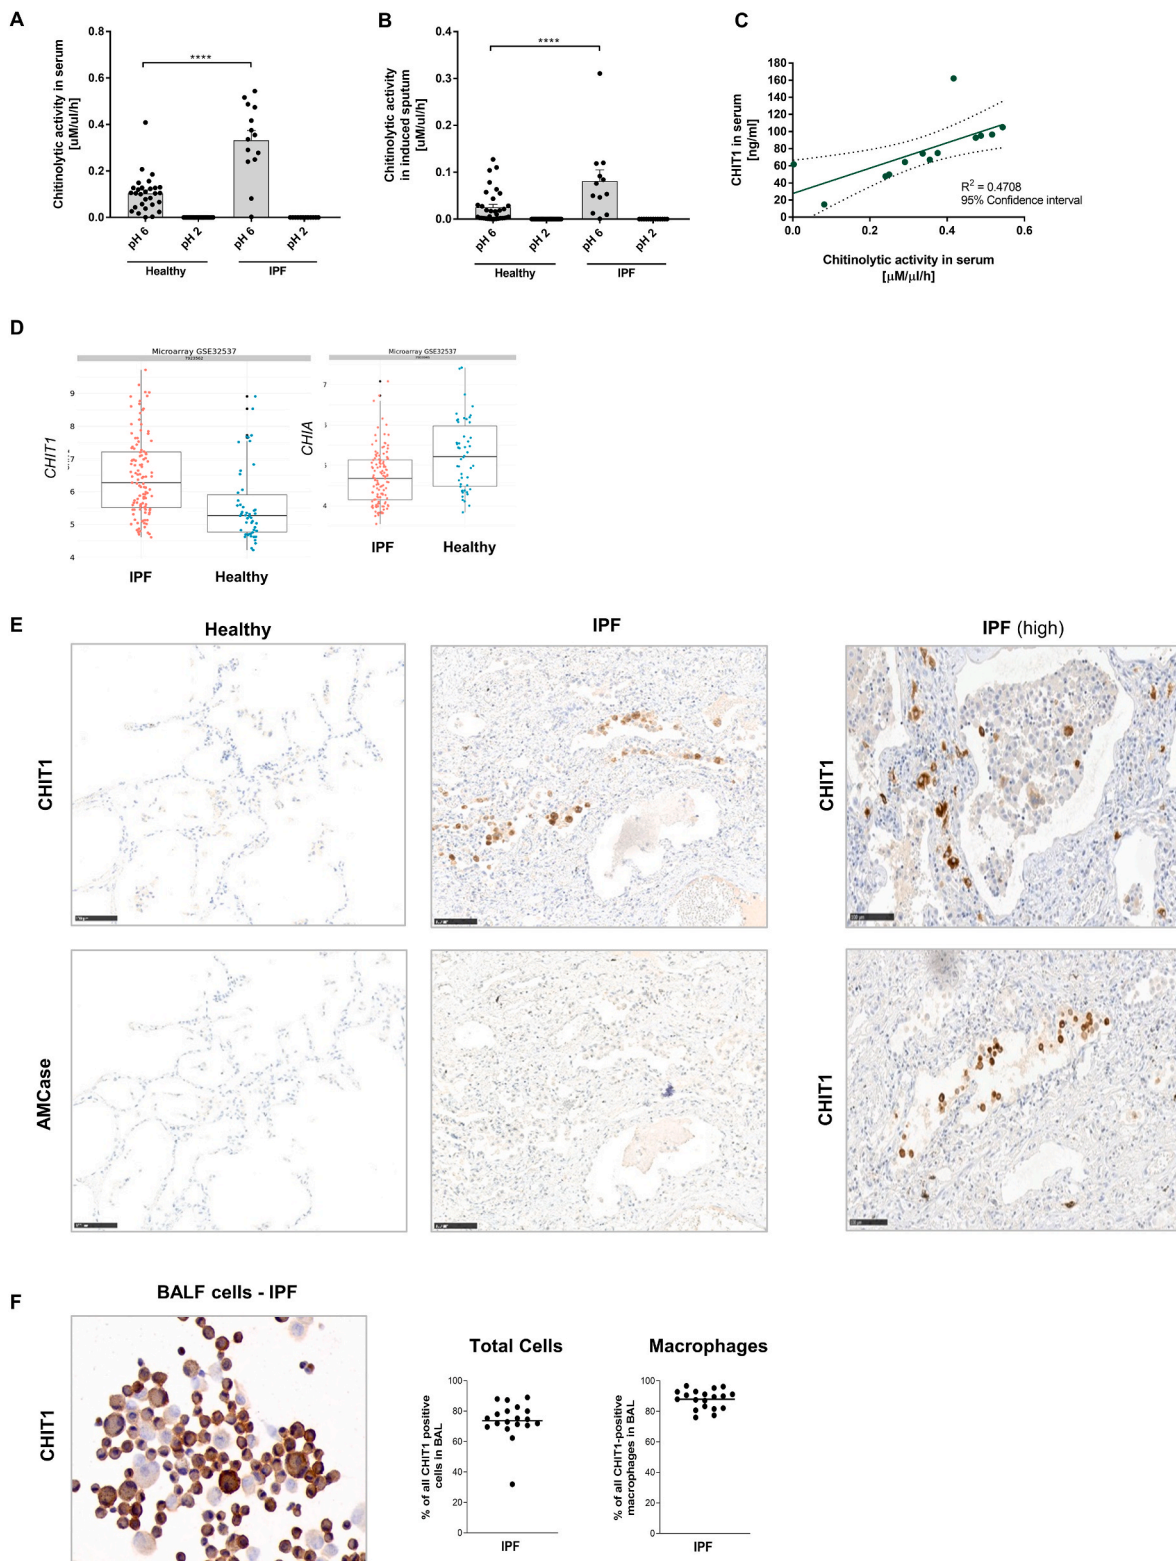 A
Chitinolytic activity in serum
[uM/ul/h]
0.8
0.6
0.4
0.2
0.0
****
pH 6
pH 2
pH 6
pH 2
Healthy
IPF
B
Chitinolytic activity
in induced sputum
[uM/ul/h]
0.4
0.3
0.2
0.1
0.0
****
pH 6
pH 2
pH 6
pH 2
Healthy
IPF
C
CHIT1 in serum
[ng/ml]
180
160
140
120
100
80
60
40
20
0
R² = 0.4708
95% Confidence interval
0.0
0.2
0.4
0.6
Chitinolytic activity in serum
[µM/µl/h]
D
Microarray GSE32537
CHIT1
9
8
7
6
5
4
IPF
Healthy
Microarray GSE32537
CHIA
7
4
IPF
Healthy
E
Healthy
IPF
IPF (high)
CHIT1
CHIT1
AMCase
CHIT1
F
BALF cells - IPF
CHIT1
Total Cells
% of all CHIT1 positive
cells in BAL
100
80
60
40
20
0
IPF
Macrophages
% of all CHIT1-positive
macrophages in BAL
100
80
60
40
20
0
IPF